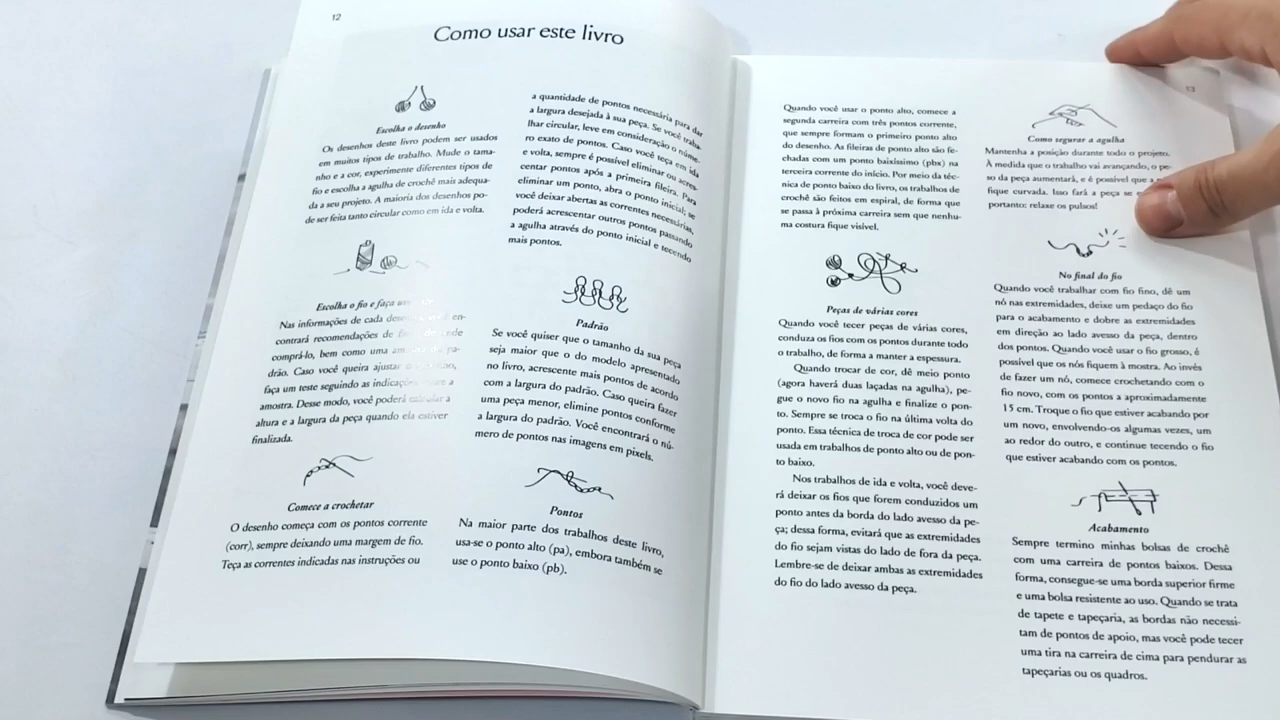 12
Como usar este livro
Escolha o desenho
Os desenhos deste livro podem ser usados
em muitos tipos de trabalho. Mude o tama-
nho e a cor, experimente diferentes tipos de
fio e escolha a agulha de crochê mais adequa-
da a seu projeto. A maioria dos desenhos po-
de ser feita tanto circular como em ida e volta.
Escolha o fio e faça
Nas informações de cada en-
contrará recomendações de
comprá-lo, bem como uma pa-
drão. Caso você queira ajustar
faça um teste seguindo as a
amostra. Desse modo, você poderá calcular a
altura e a largura da peça quando ela estiver
finalizada.
Comece a crochetar
O desenho começa com os pontos corrente
(corr), sempre deixando uma margem de fio.
Teça as correntes indicadas nas instruções ou
a quantidade de pontos necessária para dar
a largura desejada à sua peça. Se você traba-
lhar circular, leve em consideração o núme-
ro exato de pontos. Caso você teça em ida
e volta, sempre é possível eliminar ou acres-
centar pontos após a primeira fileira. Para
eliminar um ponto, abra o ponto inicial; se
você deixar abertas as correntes necessárias,
poderá acrescentar outros pontos passando
a agulha através do ponto inicial e tecendo
mais pontos.
Padrão
Se você quiser que o tamanho da sua peça
seja maior que o do modelo apresentado
no livro, acrescente mais pontos de acordo
com a largura do padrão. Caso queira fazer
uma peça menor, elimine pontos conforme
a largura do padrão. Você encontrará o nú-
mero de pontos nas imagens em pixels.
Pontos
Na maior parte dos trabalhos deste livro,
usa-se o ponto alto (pa), embora também se
use o ponto baixo (pb).
13
Quando você usar o ponto alto, comece a
segunda carreira com três pontos corrente,
que sempre formam o primeiro ponto alto
do desenho. As fileiras de ponto alto são fe-
chadas com um ponto baixíssimo (pbx) na
terceira corrente do início. Por meio da téc-
nica de ponto baixo do livro, os trabalhos de
crochê são feitos em espiral, de forma que
se passa à próxima carreira sem que nenhu-
ma costura fique visível.
Peças de várias cores
Quando você tecer peças de várias cores,
conduza os fios com os pontos durante todo
o trabalho, de forma a manter a espessura.
Quando trocar de cor, dê meio ponto
(agora haverá duas laçadas na agulha), pe-
gue o novo fio na agulha e finalize o pon-
to. Sempre se troca o fio na última volta do
ponto. Essa técnica de troca de cor pode ser
usada em trabalhos de ponto alto ou de pon-
to baixo.
Nos trabalhos de ida e volta, você deve-
rá deixar os fios que forem conduzidos um
ponto antes da borda do lado avesso da pe-
ça; dessa forma, evitará que as extremidades
do fio sejam vistas do lado de fora da peça.
Lembre-se de deixar ambas as extremidades
do fio do lado avesso da peça.
Como segurar a agulha
Mantenha a posição durante todo o projeto.
À medida que o trabalho vai avançando, o pe-
so da peça aumentará, e é possível que a
fique curvada. Isso fará a peça se
portanto: relaxe os pulsos!
No final do fio
Quando você trabalhar com fio fino, dê um
nó nas extremidades, deixe um pedaço do fio
para o acabamento e dobre as extremidades
em direção ao lado avesso da peça, dentro
dos pontos. Quando você usar o fio grosso, é
possível que os nós fiquem à mostra. Ao invés
de fazer um nó, comece crochetando com o
fio novo, com os pontos a aproximadamente
15 cm. Troque o fio que estiver acabando por
um novo, envolvendo-os algumas vezes, um
ao redor do outro, e continue tecendo o fio
que estiver acabando com os pontos.
Acabamento
Sempre termino minhas bolsas de crochê
com uma carreira de pontos baixos. Dessa
forma, consegue-se uma borda superior firme
e uma bolsa resistente ao uso. Quando se trata
de tapete e tapeçaria, as bordas não necessi-
tam de pontos de apoio, mas você pode tecer
uma tira na carreira de cima para pendurar as
tapeçarias ou os quadros.